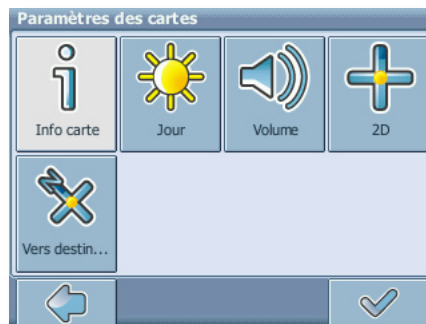 Paramètres des cartes
Info carte
Jour
Volume
2D
Vers destin...